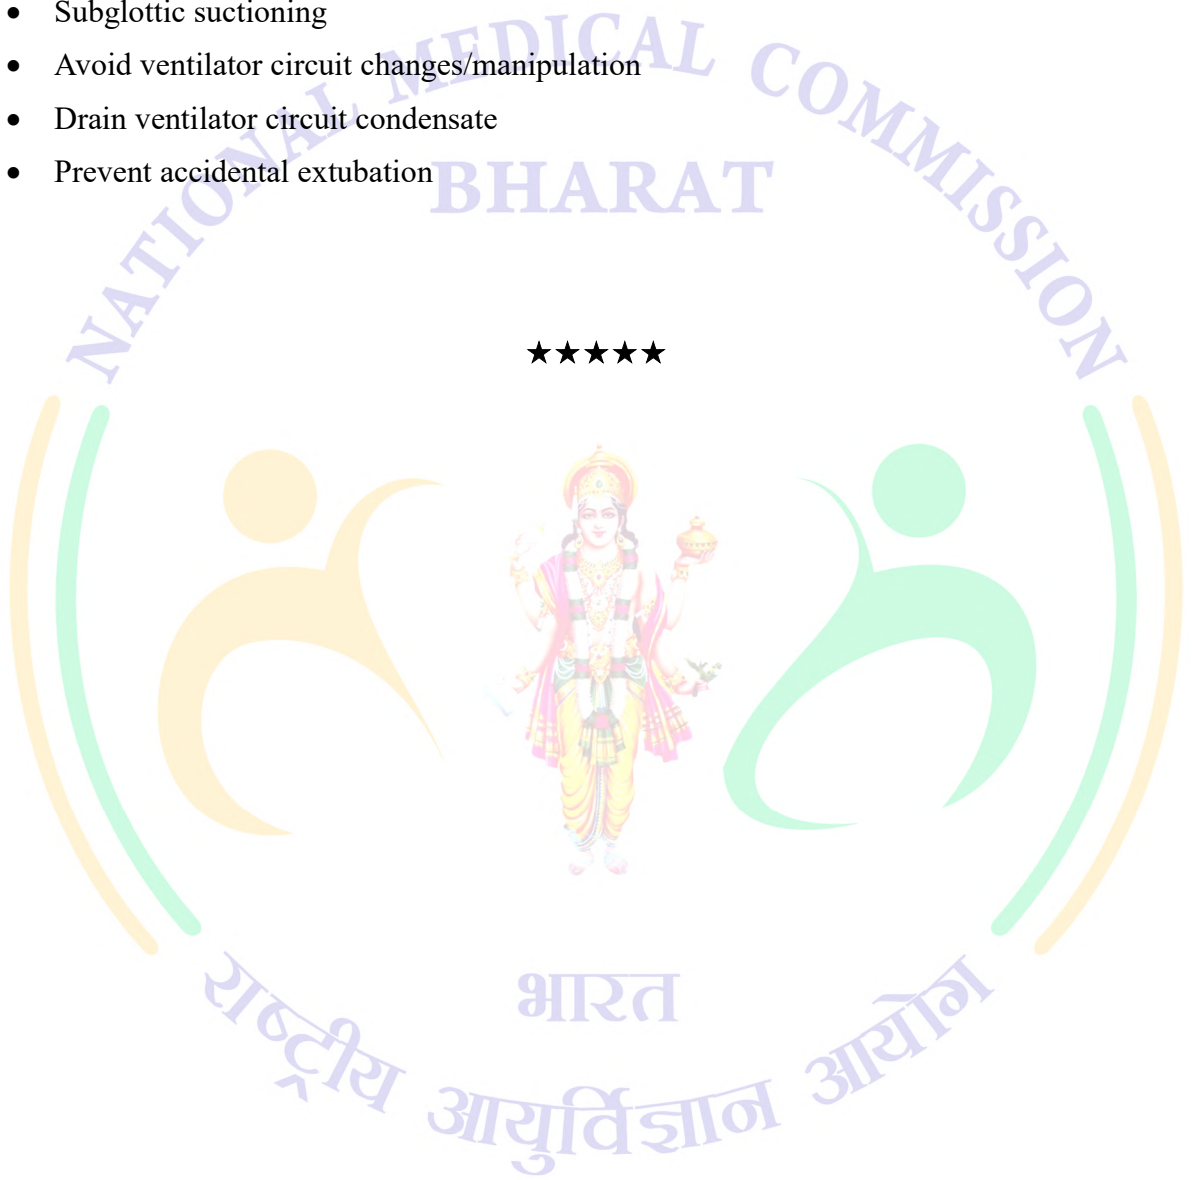 • Subglottic suctioning
• Avoid ventilator circuit changes/manipulation
• Drain ventilator circuit condensate
• Prevent accidental extubation
NATIONAL MEDICAL COMMISSION
BHARAT
★★★★★
भारत
राष्ट्रीय आयुर्विज्ञान आयोग